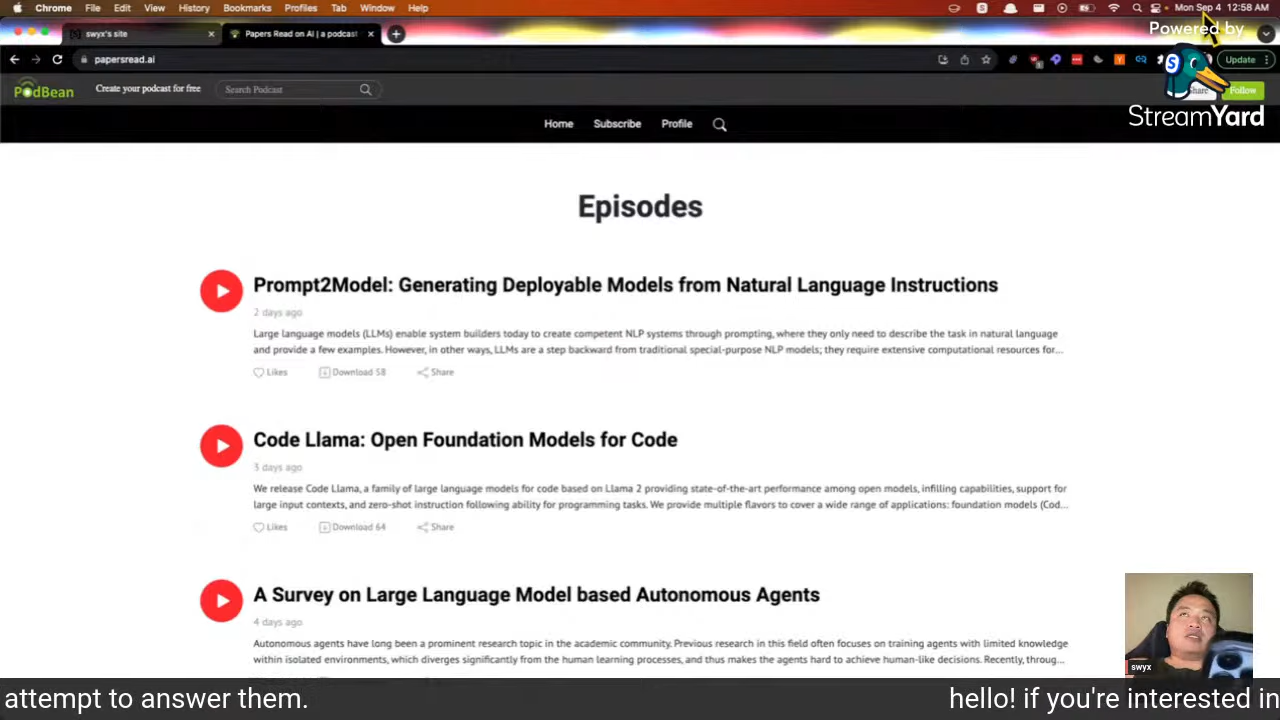 Chrome File Edit View History Bookmarks Profiles Tab Window Help Mon Sep 4 12:58 AM
swyx's site Papers Read on AI | a podcast
Powered by
papersread.ai Update
PodBean Create your podcast for free Search Podcast Share Follow
StreamYard
Home Subscribe Profile
Episodes
Prompt2Model: Generating Deployable Models from Natural Language Instructions
2 days ago
Large language models (LLMs) enable system builders today to create competent NLP systems through prompting, where they only need to describe the task in natural language
and provide a few examples. However, in other ways, LLMs are a step backward from traditional special-purpose NLP models; they require extensive computational resources for...
Likes Download 58 Share
Code Llama: Open Foundation Models for Code
3 days ago
We release Code Llama, a family of large language models for code based on Llama 2 providing state-of-the-art performance among open models, infilling capabilities, support for
large input contexts, and zero-shot instruction following ability for programming tasks. We provide multiple flavors to cover a wide range of applications: foundation models (Cod...
Likes Download 64 Share
A Survey on Large Language Model based Autonomous Agents
4 days ago
Autonomous agents have long been a prominent research topic in the academic community. Previous research in this field often focuses on training agents with limited knowledge
within isolated environments, which diverges significantly from the human learning processes, and thus makes the agents hard to achieve human-like decisions. Recently, throug...
swyx
attempt to answer them. hello! if you're interested in